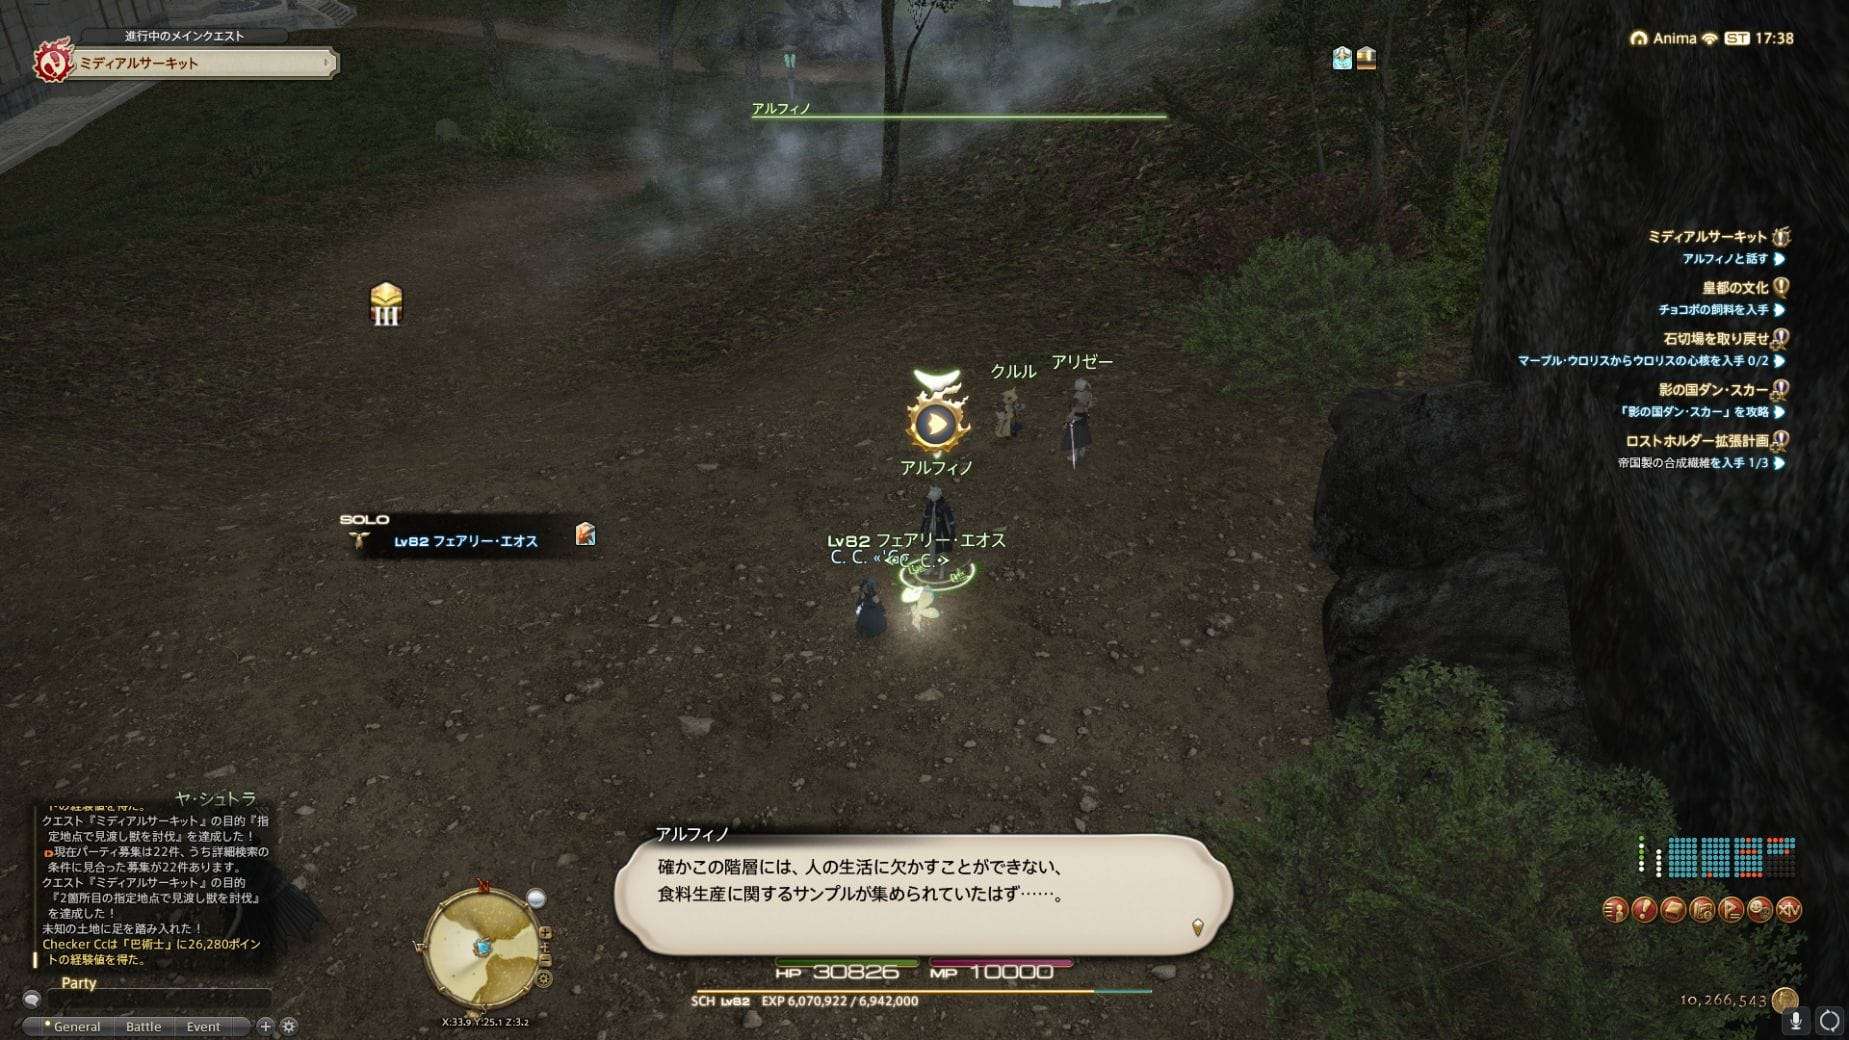 進行中のメインクエスト
ミディアルサーキット
Anima ST 17:38
アルフィノ
ミディアルサーキット
アルフィノと話す
皇都の文化
チョコボの飼料を入手
石切場を取り戻せ
マーブル・ウロリスからウロリスの心核を入手 0/2
影の国ダン・スカー
「影の国ダン・スカー」を攻略
ロストホルダー拡張計画
帝国製の合成繊維を入手 1/3
III
クルル
アリゼー
アルフィノ
SOLO
Lv82 フェアリー・エオス
Lv82 フェアリー・エオス
ヤ・シュトラ
トの経験値を得た。
クエスト『ミディアルサーキット』の目的『指
定地点で見渡し獣を討伐』を達成した！
現在パーティ募集は22件、うち詳細検索の
条件に見合った募集が22件あります。
クエスト『ミディアルサーキット』の目的
『2箇所目の指定地点で見渡し獣を討伐』
を達成した！
未知の土地に足を踏み入れた！
Checker Ccは「巴術士」に26,280ポイン
トの経験値を得た。
Party
General Battle Event
X:33.9 Y:25.1 Z:3.2
アルフィノ
確かこの階層には、人の生活に欠かすことができない、
食料生産に関するサンプルが集められていたはず……。
HP 30826 MP 10000
SCH Lv82 EXP 6,070,922 / 6,942,000
XIV
10,266,543